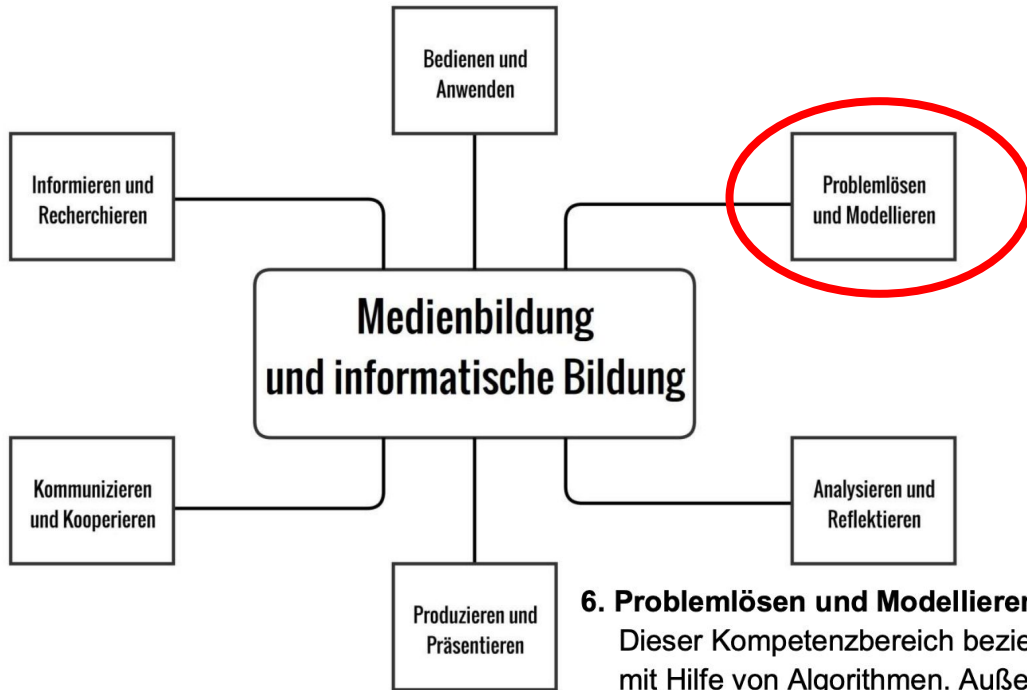 Bedienen und
Anwenden
Informieren und
Recherchieren
Problemlösen
und Modellieren
Medienbildung
und informatische Bildung
Kommunizieren
und Kooperieren
Analysieren und
Reflektieren
Produzieren und
Präsentieren
6. Problemlösen und Modellieren
Dieser Kompetenzbereich bezie
mit Hilfe von Algorithmen. Auße